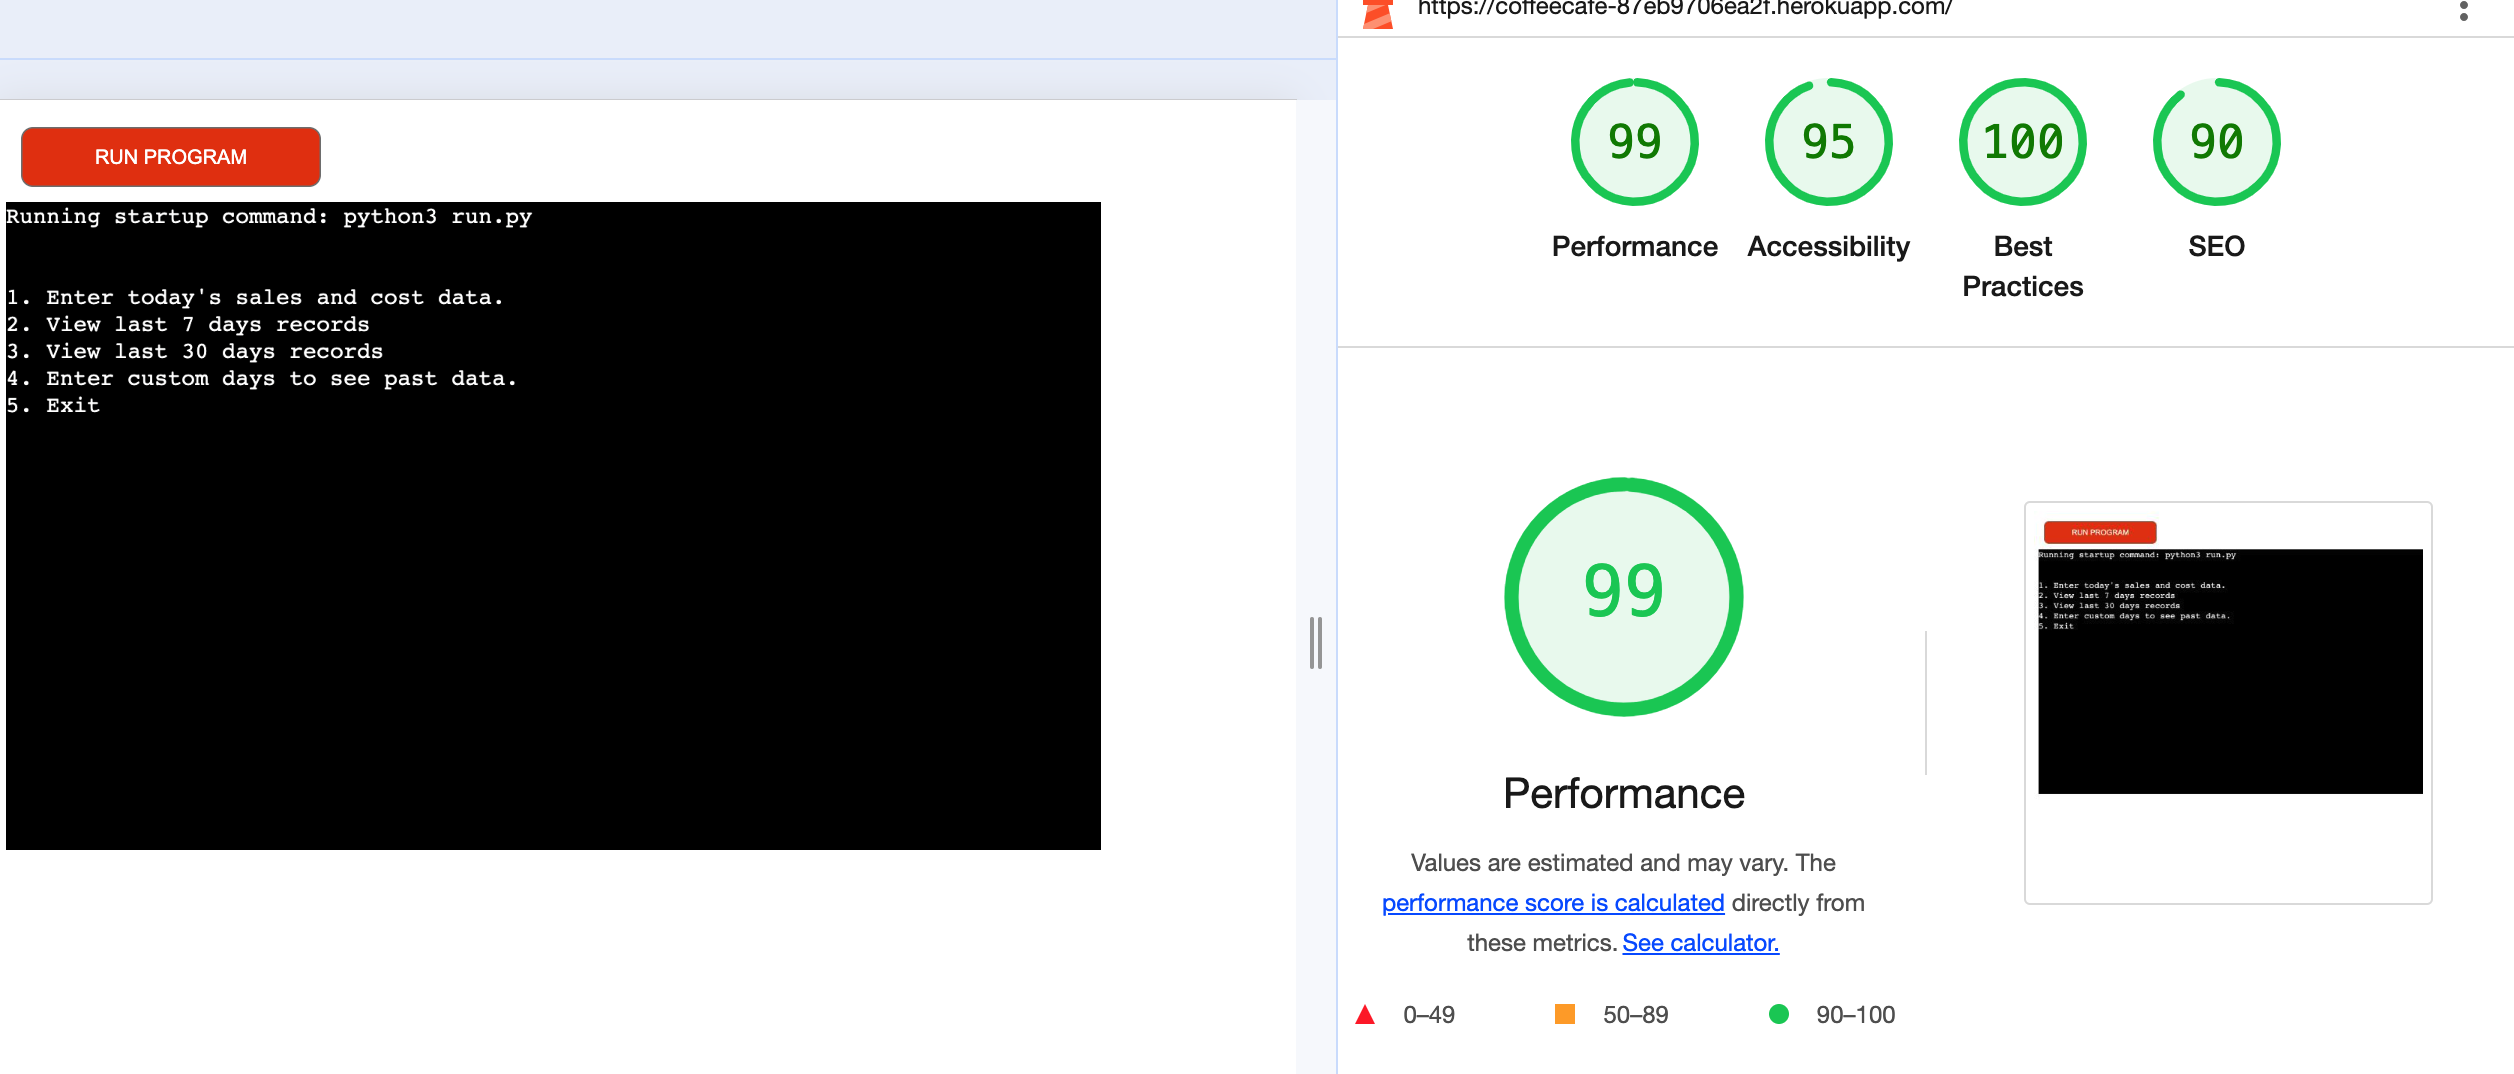 RUN PROGRAM
Running startup command: python3 run.py
1. Enter today's sales and cost data.
2. View last 7 days records
3. View last 30 days records
4. Enter custom days to see past data.
5. Exit
https://coffeecafe-87eb9706ea2f.herokuapp.com/
99
Performance
95
Accessibility
100
Best
Practices
90
SEO
99
Performance
Values are estimated and may vary. The
performance score is calculated directly from
these metrics. See calculator.
0–49
50–89
90–100
RUN PROGRAM
Running startup command: python3 run.py
1. Enter today's sales and cost data.
2. View last 7 days records
3. View last 30 days records
4. Enter custom days to see past data.
5. Exit